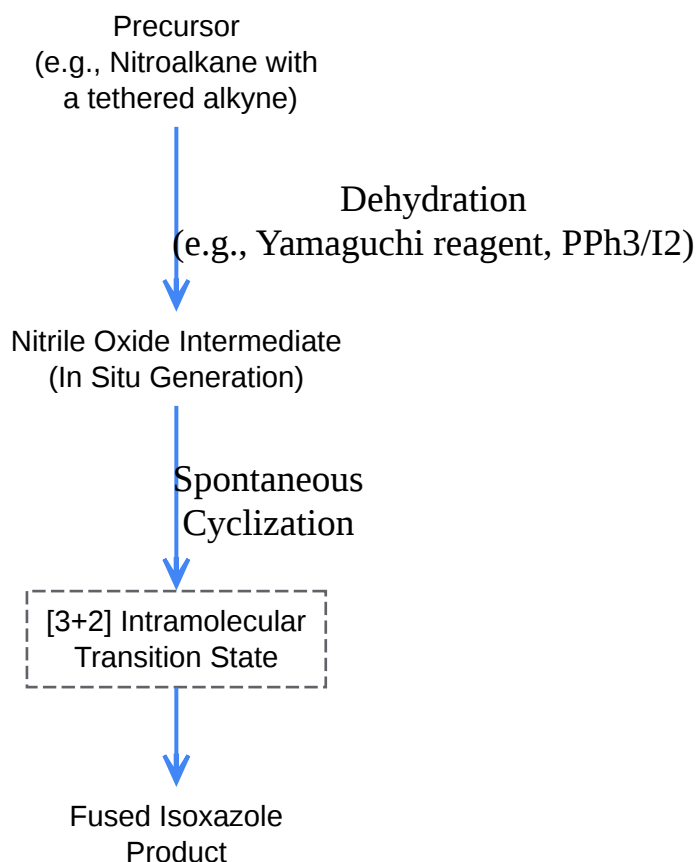 Precursor
(e.g., Nitroalkane with
a tethered alkyne)
Dehydration
(e.g., Yamaguchi reagent, PPh3/I2)
Nitrile Oxide Intermediate
(In Situ Generation)
Spontaneous
Cyclization
[3+2] Intramolecular
Transition State
Fused Isoxazole
Product